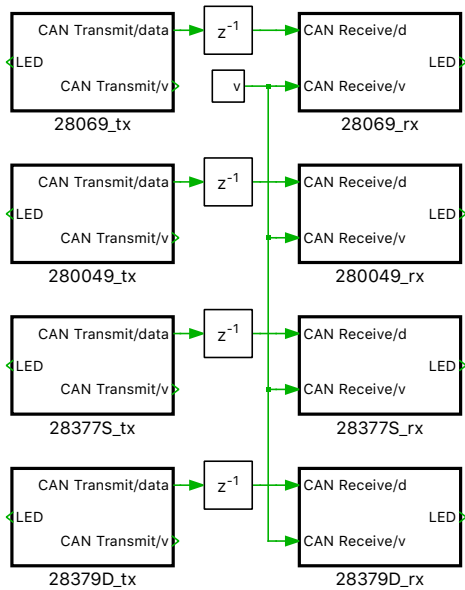 CAN Transmit/data
z-1
CAN Receive/d
LED
LED
CAN Transmit/v
v
CAN Receive/v
28069_tx
28069_rx
CAN Transmit/data
z-1
CAN Receive/d
LED
LED
CAN Transmit/v
CAN Receive/v
280049_tx
280049_rx
CAN Transmit/data
z-1
CAN Receive/d
LED
LED
CAN Transmit/v
CAN Receive/v
28377S_tx
28377S_rx
CAN Transmit/data
z-1
CAN Receive/d
LED
LED
CAN Transmit/v
CAN Receive/v
28379D_tx
28379D_rx